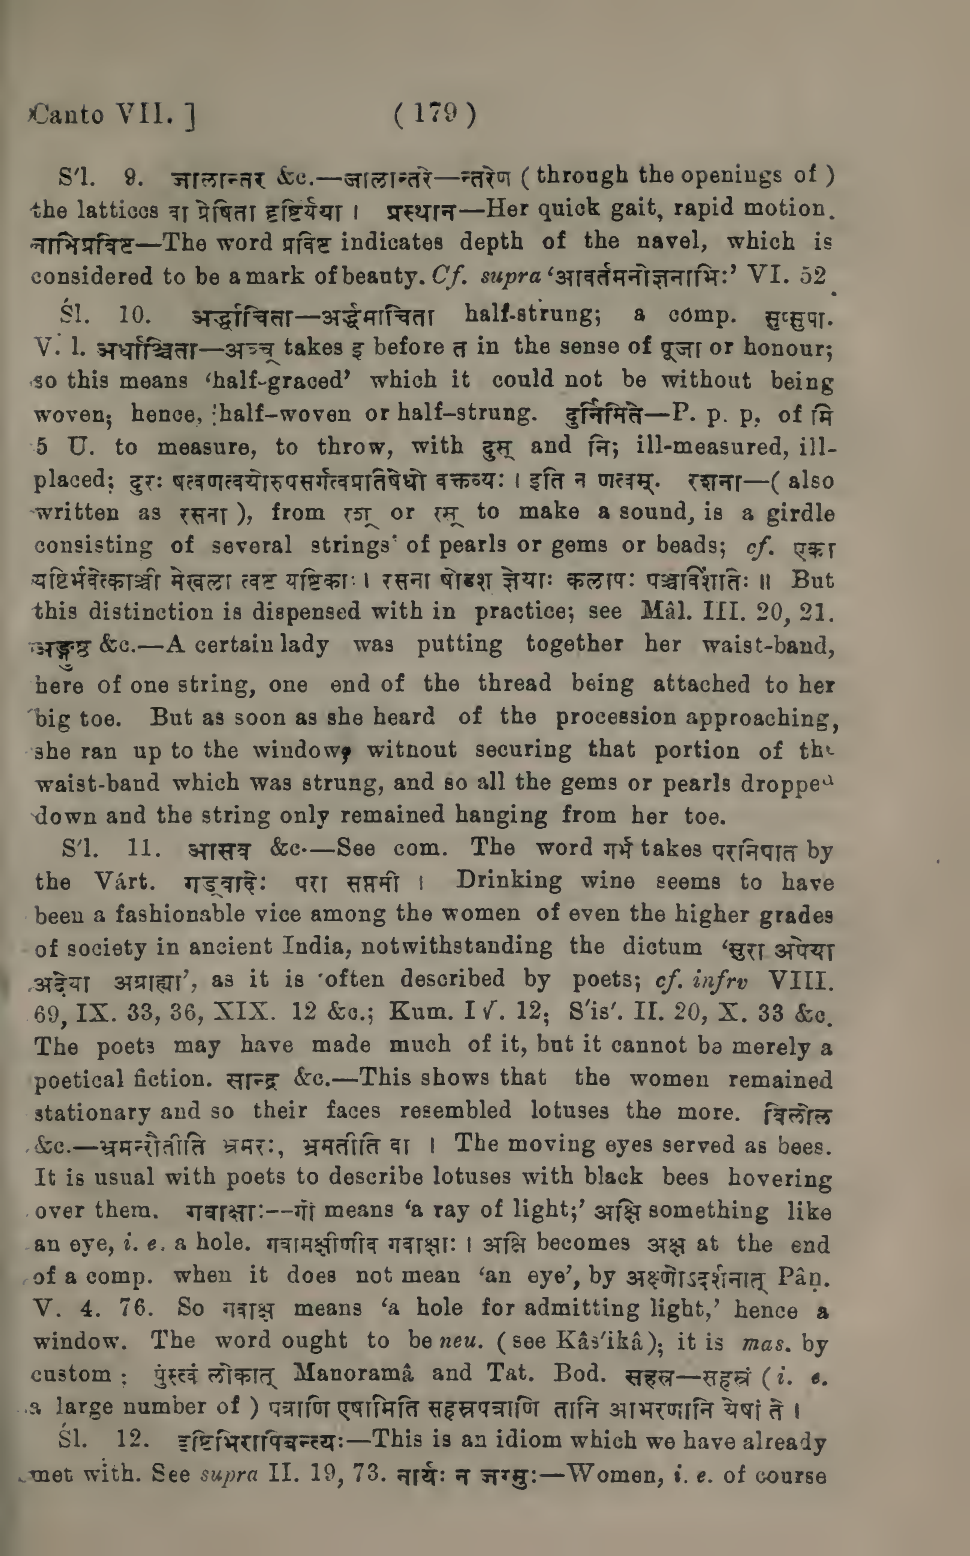 Canto VII. ] ( 179 )
S'l. 9. जालान्तर &c.—जालान्तरे—न्तरेण ( through the openings of )
the lattices वा प्रेषिता दृष्टिर्यया । प्रस्थान—Her quick gait, rapid motion.
नाभिप्रविष्ट—The word प्रविष्ट indicates depth of the navel, which is
considered to be a mark of beauty. Cf. supra ‘आवर्तमनोज्ञनाभिः’ VI. 52
Śl. 10. अर्द्धाचिता—अर्द्धमाचिता half-strung; a comp. सुप्सुपा.
V. l. अर्धाञ्चिता—अञ्च् takes इ before त in the sense of पूजा or honour;
so this means ‘half-graced’ which it could not be without being
woven; hence, half–woven or half–strung. दुर्निमिते—P. p. p. of मि
5 U. to measure, to throw, with दुस् and नि; ill-measured, ill-
placed; दुरः षत्वणत्वयोरुपसर्गत्वप्रतिषेधो वक्तव्यः । इति न णत्वम्. रशना—( also
written as रसना ), from रश् or रस् to make a sound, is a girdle
consisting of several strings of pearls or gems or beads; cf. एका
यष्टिर्भवेत्काञ्ची मेखला त्वष्ट यष्टिकाः । रसना षोडश ज्ञेयाः कलापः पञ्चविंशतिः ॥ But
this distinction is dispensed with in practice; see Mâl. III. 20, 21.
अङ्गुष्ठ &c.—A certain lady was putting together her waist-band,
here of one string, one end of the thread being attached to her
big toe. But as soon as she heard of the procession approaching,
she ran up to the window, witnout securing that portion of the
waist-band which was strung, and so all the gems or pearls dropped
down and the string only remained hanging from her toe.
S'l. 11. आसव &c.—See com. The word गर्भ takes परनिपात by
the Várt. गड्वादेः परा सप्तमी । Drinking wine seems to have
been a fashionable vice among the women of even the higher grades
of society in ancient India, notwithstanding the dictum ‘सुरा अपेया
अदेया अग्राह्या’, as it is often described by poets; cf. infrv VIII.
69, IX. 33, 36, XIX. 12 &c.; Kum. IV. 12; S'is'. II. 20, X. 33 &c.
The poets may have made much of it, but it cannot be merely a
poetical fiction. सान्द्र &c.—This shows that the women remained
stationary and so their faces resembled lotuses the more. विलोल
&c.—भ्रमन्रौतीति भ्रमरः, भ्रमतीति वा । The moving eyes served as bees.
It is usual with poets to describe lotuses with black bees hovering
over them. गवाक्षाः--गो means ‘a ray of light;’ अक्षि something like
an eye, i. e. a hole. गवामक्षीणीव गवाक्षाः । अक्षि becomes अक्ष at the end
of a comp. when it does not mean ‘an eye’, by अक्ष्णोऽदर्शनात् Pâṇ.
V. 4. 76. So गवाक्ष means ‘a hole for admitting light,’ hence a
window. The word ought to be neu. ( see Kâs'ikâ ); it is mas. by
custom ; पुंस्त्वं लोकात् Manoramâ and Tat. Bod. सहस्र—सहस्रं (i. e.
a large number of ) पत्राणि एषामिति सहस्रपत्राणि तानि आभरणानि येषां ते ।
Śl. 12. दृष्टिभिरापिबन्त्यः—This is an idiom which we have already
met with. See supra II. 19, 73. नार्यः न जग्मुः—Women, i. e. of course